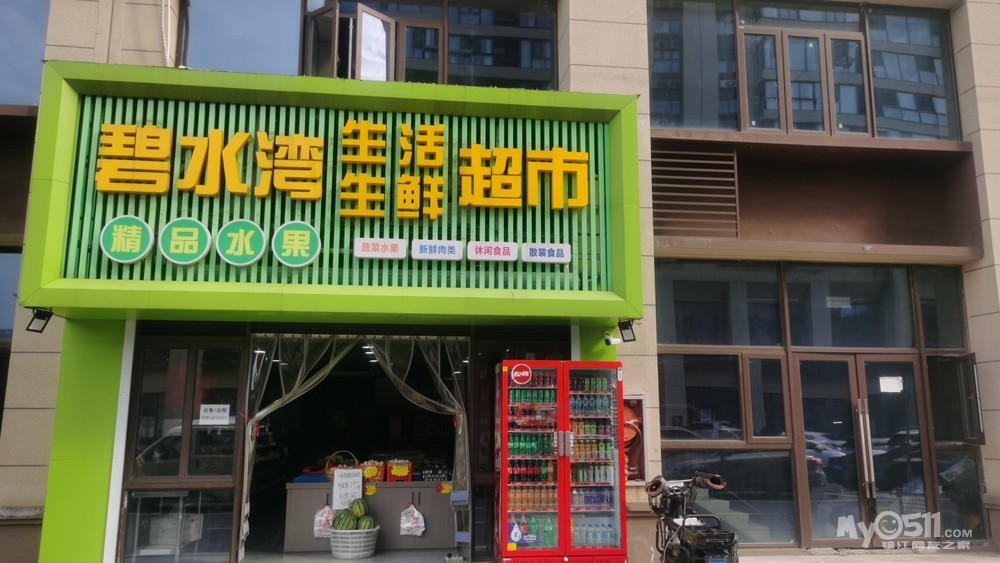 碧水湾生活生鲜超市
精品水果
蔬菜水果 新鲜肉类 休闲食品 散装食品
My0511.COM
镇江网友之家